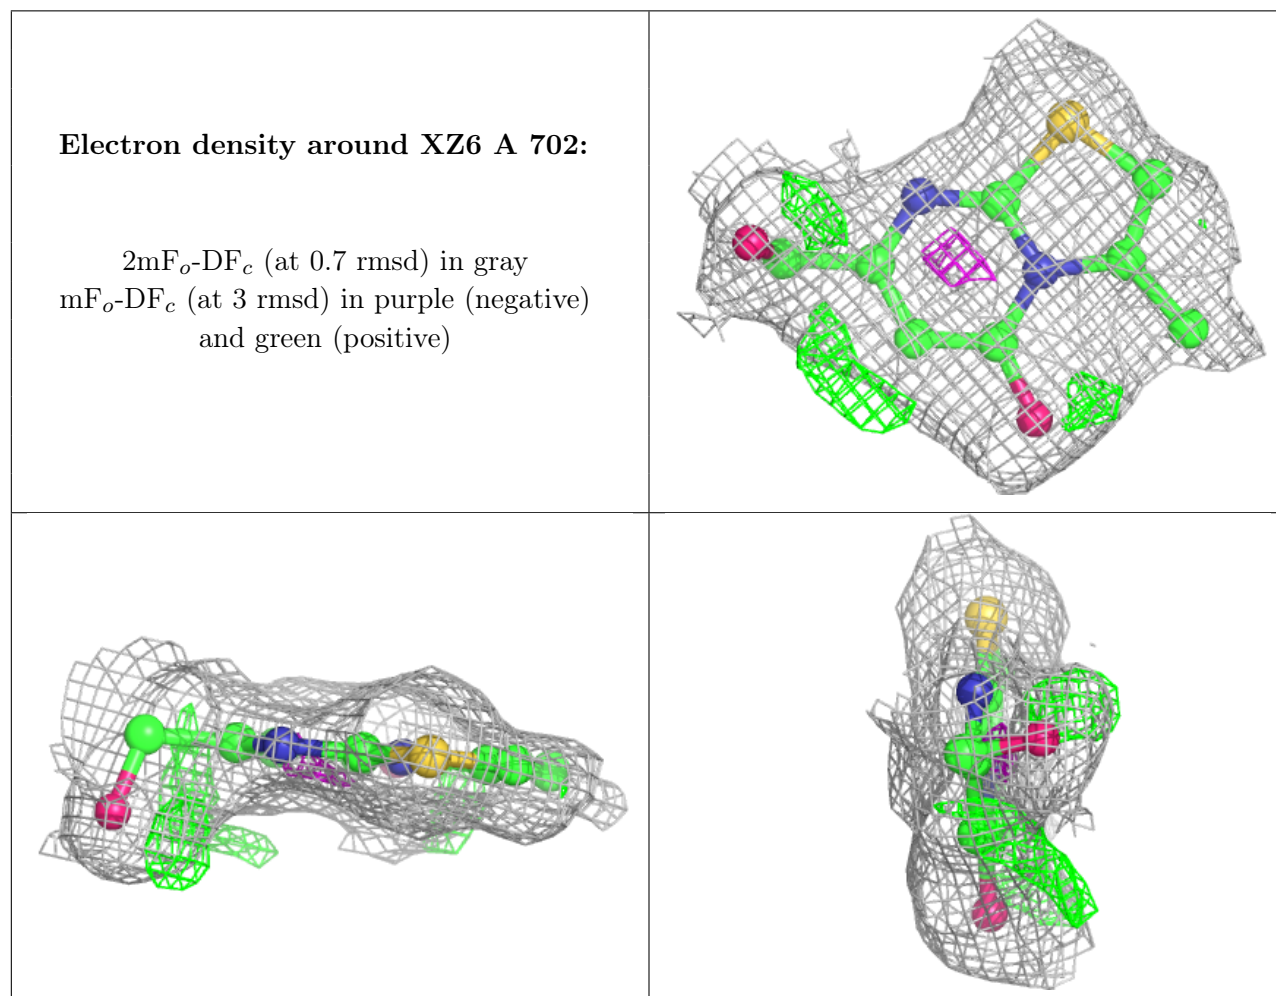 Electron density around XZ6 A 702:
2mFo-DFc (at 0.7 rmsd) in gray
mFo-DFc (at 3 rmsd) in purple (negative)
and green (positive)